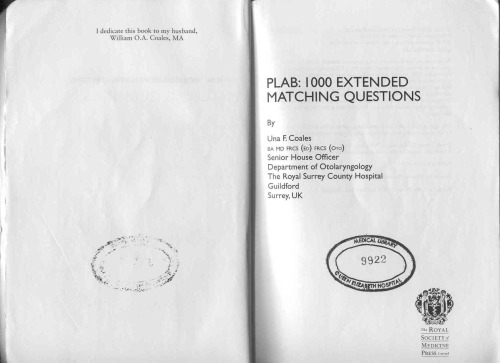 I dedicate this book to my husband,
William O.A. Coales, MA
PLAB: 1000 EXTENDED
MATCHING QUESTIONS
By
Una F. Coales
BA MD FRCS (ED) FRCS (OTO)
Senior House Officer
Department of Otolaryngology
The Royal Surrey County Hospital
Guildford
Surrey, UK
MEDICAL LIBRARY
9922
QUEEN ELIZABETH HOSPITAL
The ROYAL
SOCIETY of
MEDICINE
PRESS Limited